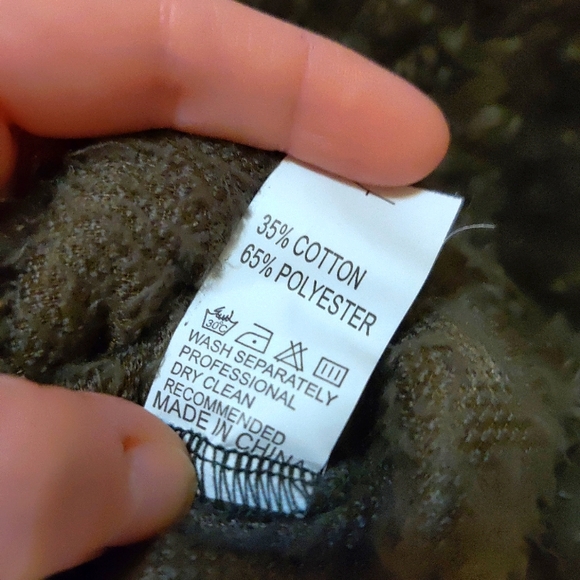 35% COTTON
65% POLYESTER
30°C
WASH SEPARATELY
PROFESSIONAL
DRY CLEAN
RECOMMENDED
MADE IN CHINA